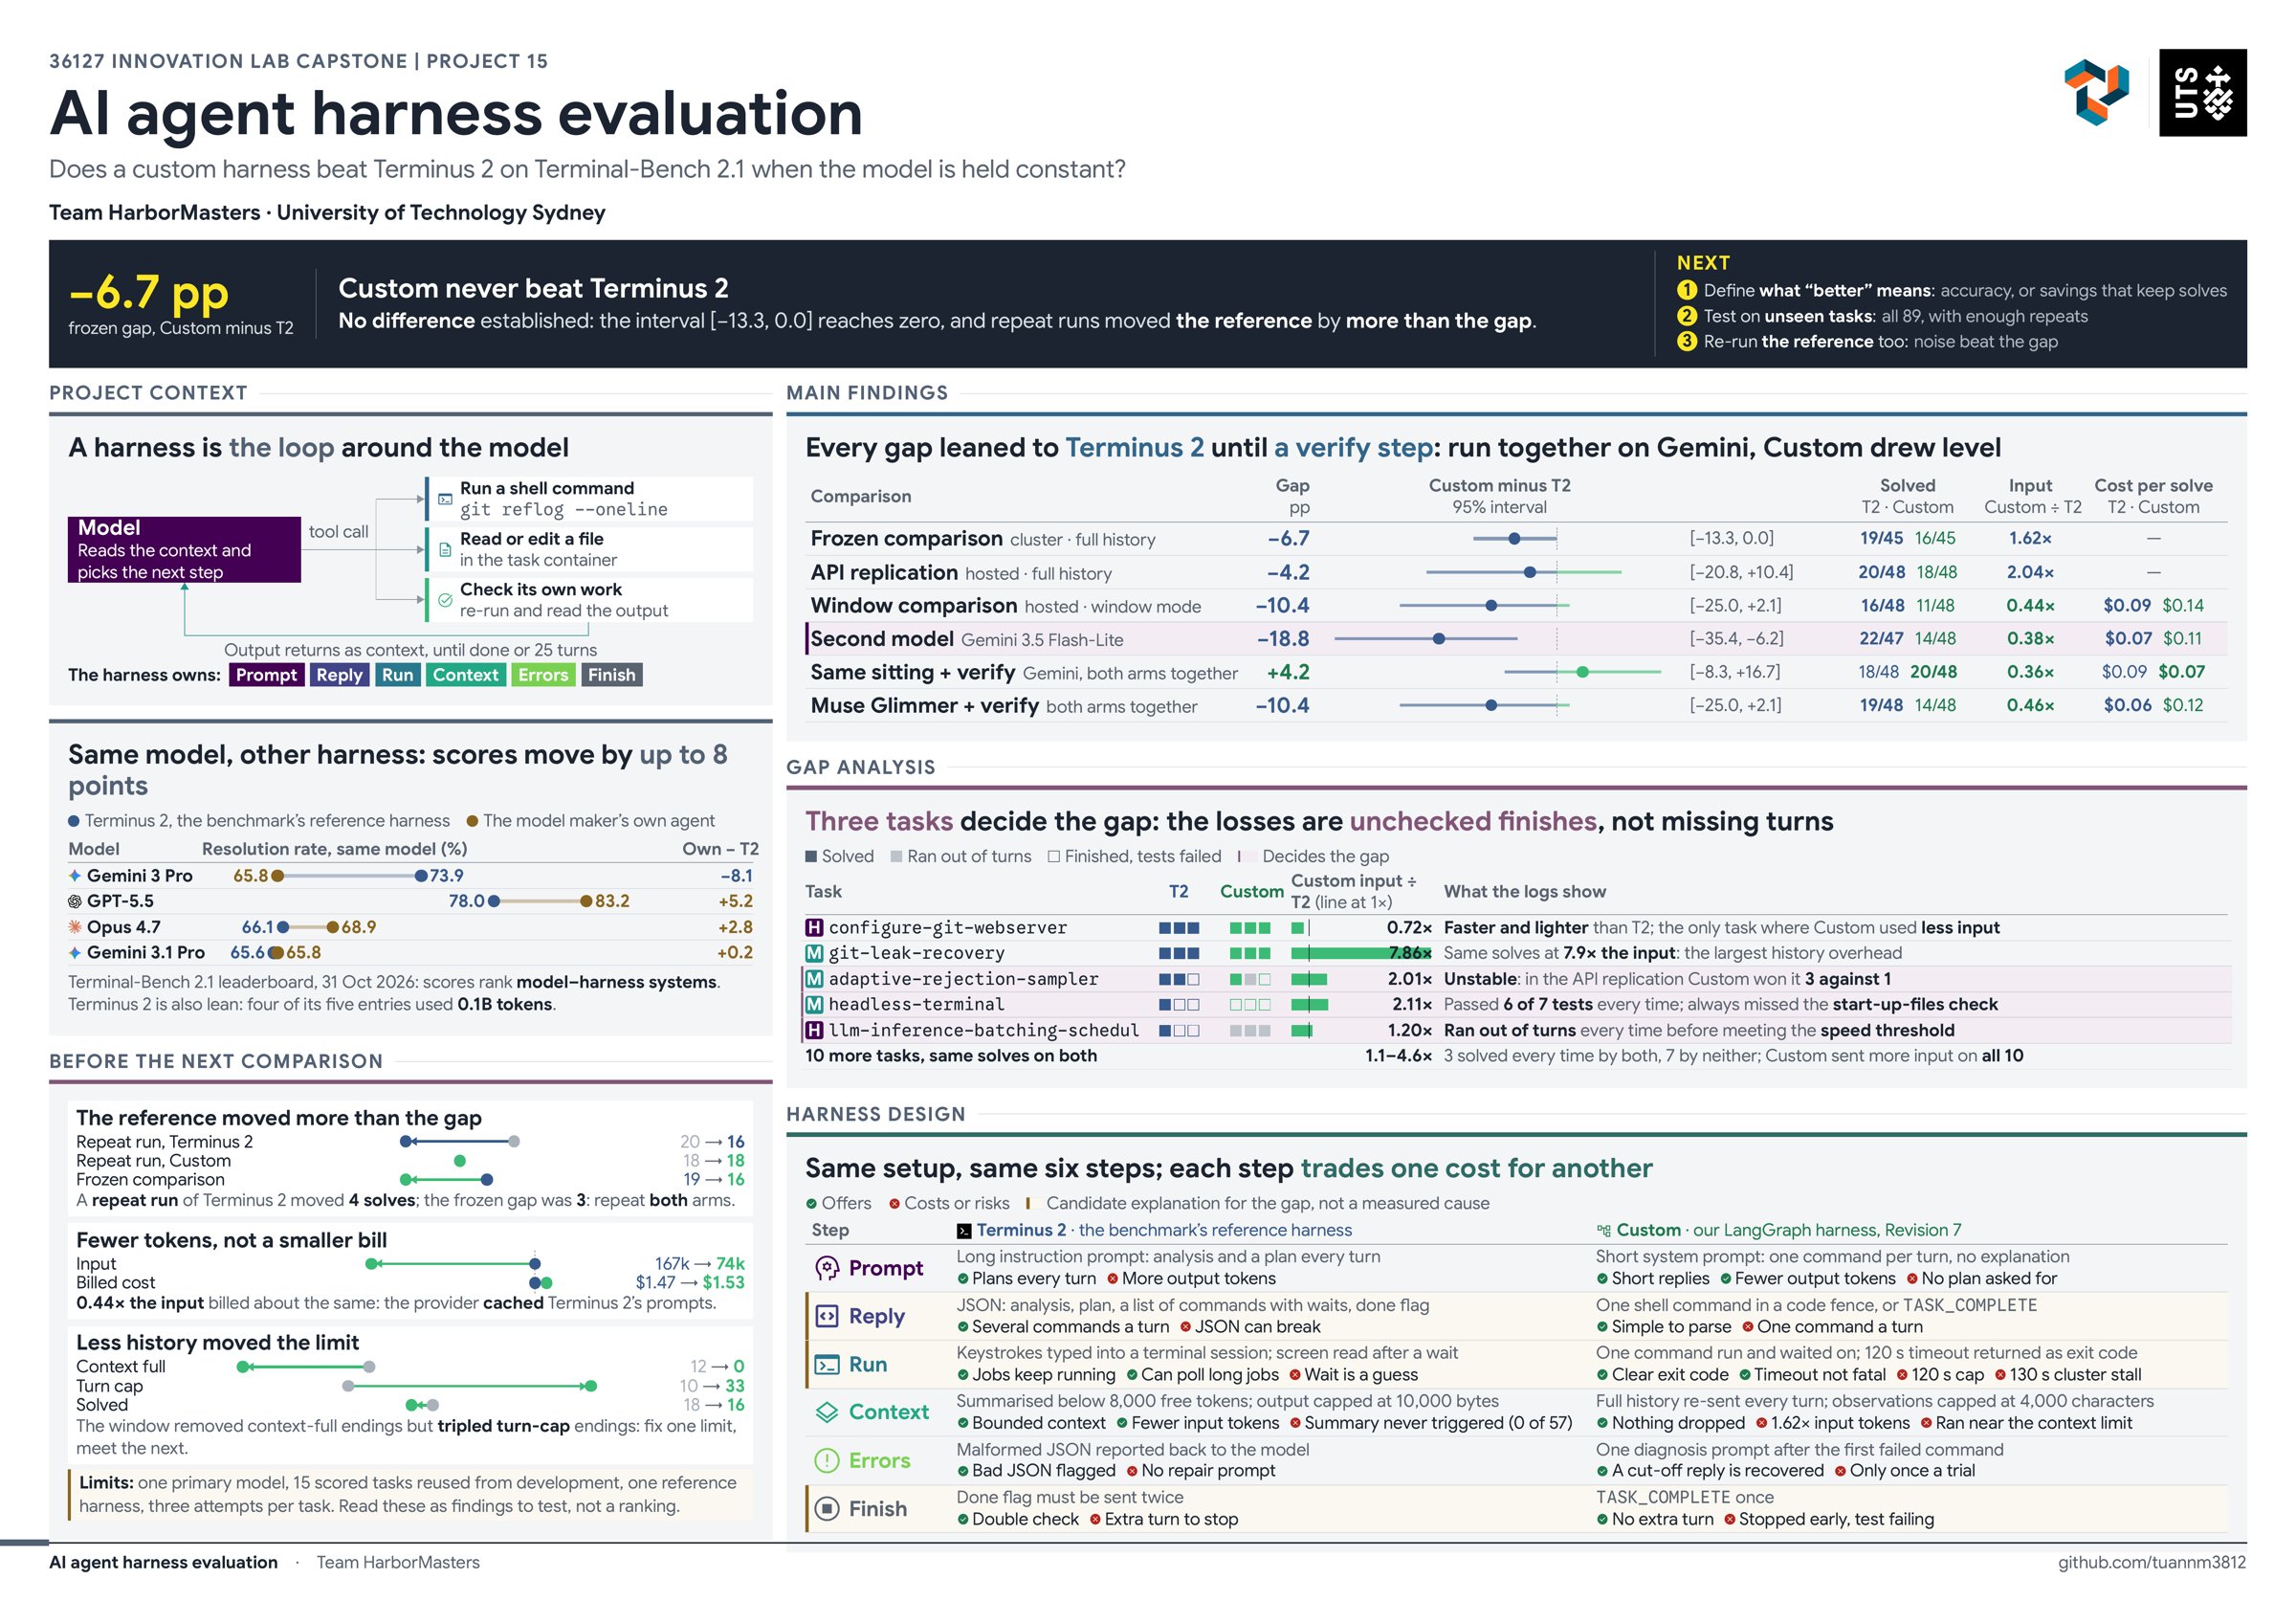 36127 INNOVATION LAB CAPSTONE | PROJECT 15
AI agent harness evaluation
Does a custom harness beat Terminus 2 on Terminal-Bench 2.1 when the model is held constant?
Team HarborMasters · University of Technology Sydney
UTS
−6.7 pp
frozen gap, Custom minus T2
Custom never beat Terminus 2
No difference established: the interval [−13.3, 0.0] reaches zero, and repeat runs moved the reference by more than the gap.
NEXT
1 Define what “better” means: accuracy, or savings that keep solves
2 Test on unseen tasks: all 89, with enough repeats
3 Re-run the reference too: noise beat the gap
PROJECT CONTEXT
A harness is the loop around the model
Model
Reads the context and
picks the next step
tool call
Run a shell command
git reflog --oneline
Read or edit a file
in the task container
Check its own work
re-run and read the output
Output returns as context, until done or 25 turns
The harness owns: Prompt Reply Run Context Errors Finish
Same model, other harness: scores move by up to 8
points
Terminus 2, the benchmark’s reference harness The model maker’s own agent
Model Resolution rate, same model (%) Own − T2
Gemini 3 Pro 65.8 73.9 −8.1
GPT-5.5 78.0 83.2 +5.2
Opus 4.7 66.1 68.9 +2.8
Gemini 3.1 Pro 65.6 65.8 +0.2
Terminal-Bench 2.1 leaderboard, 31 Oct 2026: scores rank model–harness systems.
Terminus 2 is also lean: four of its five entries used 0.1B tokens.
BEFORE THE NEXT COMPARISON
The reference moved more than the gap
Repeat run, Terminus 2 20 → 16
Repeat run, Custom 18 → 18
Frozen comparison 19 → 16
A repeat run of Terminus 2 moved 4 solves; the frozen gap was 3: repeat both arms.
Fewer tokens, not a smaller bill
Input 167k → 74k
Billed cost $1.47 → $1.53
0.44× the input billed about the same: the provider cached Terminus 2’s prompts.
Less history moved the limit
Context full 12 → 0
Turn cap 10 → 33
Solved 18 → 16
The window removed context-full endings but tripled turn-cap endings: fix one limit,
meet the next.
Limits: one primary model, 15 scored tasks reused from development, one reference
harness, three attempts per task. Read these as findings to test, not a ranking.
MAIN FINDINGS
Every gap leaned to Terminus 2 until a verify step: run together on Gemini, Custom drew level
Comparison Gap pp Custom minus T2 95% interval Solved T2 · Custom Input Custom ÷ T2 Cost per solve T2 · Custom
Frozen comparison cluster · full history −6.7 [−13.3, 0.0] 19/45 16/45 1.62× —
API replication hosted · full history −4.2 [−20.8, +10.4] 20/48 18/48 2.04× —
Window comparison hosted · window mode −10.4 [−25.0, +2.1] 16/48 11/48 0.44× $0.09 $0.14
Second model Gemini 3.5 Flash-Lite −18.8 [−35.4, −6.2] 22/47 14/48 0.38× $0.07 $0.11
Same sitting + verify Gemini, both arms together +4.2 [−8.3, +16.7] 18/48 20/48 0.36× $0.09 $0.07
Muse Glimmer + verify both arms together −10.4 [−25.0, +2.1] 19/48 14/48 0.46× $0.06 $0.12
GAP ANALYSIS
Three tasks decide the gap: the losses are unchecked finishes, not missing turns
Solved Ran out of turns Finished, tests failed Decides the gap
Task T2 Custom Custom input ÷ T2 (line at 1×) What the logs show
H configure-git-webserver 0.72× Faster and lighter than T2; the only task where Custom used less input
M git-leak-recovery 7.86× Same solves at 7.9× the input: the largest history overhead
M adaptive-rejection-sampler 2.01× Unstable: in the API replication Custom won it 3 against 1
M headless-terminal 2.11× Passed 6 of 7 tests every time; always missed the start-up-files check
H llm-inference-batching-schedul 1.20× Ran out of turns every time before meeting the speed threshold
10 more tasks, same solves on both 1.1–4.6× 3 solved every time by both, 7 by neither; Custom sent more input on all 10
HARNESS DESIGN
Same setup, same six steps; each step trades one cost for another
Offers Costs or risks Candidate explanation for the gap, not a measured cause
Step Terminus 2 · the benchmark’s reference harness Custom · our LangGraph harness, Revision 7
Prompt
Long instruction prompt: analysis and a plan every turn
Plans every turn More output tokens
Short system prompt: one command per turn, no explanation
Short replies Fewer output tokens No plan asked for
Reply
JSON: analysis, plan, a list of commands with waits, done flag
Several commands a turn JSON can break
One shell command in a code fence, or TASK_COMPLETE
Simple to parse One command a turn
Run
Keystrokes typed into a terminal session; screen read after a wait
Jobs keep running Can poll long jobs Wait is a guess
One command run and waited on; 120 s timeout returned as exit code
Clear exit code Timeout not fatal 120 s cap 130 s cluster stall
Context
Summarised below 8,000 free tokens; output capped at 10,000 bytes
Bounded context Fewer input tokens Summary never triggered (0 of 57)
Full history re-sent every turn; observations capped at 4,000 characters
Nothing dropped 1.62× input tokens Ran near the context limit
Errors
Malformed JSON reported back to the model
Bad JSON flagged No repair prompt
One diagnosis prompt after the first failed command
A cut-off reply is recovered Only once a trial
Finish
Done flag must be sent twice
Double check Extra turn to stop
TASK_COMPLETE once
No extra turn Stopped early, test failing
AI agent harness evaluation · Team HarborMasters
github.com/tuannm3812